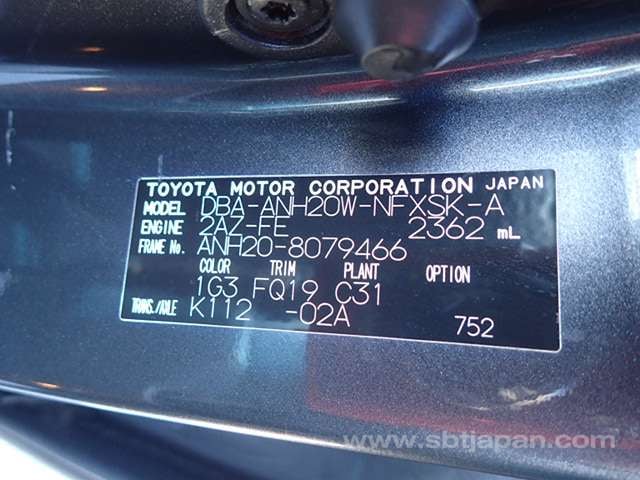 TOYOTA MOTOR CORPORATION JAPAN
MODEL DBA-ANH20W-NFXSK-A
ENGINE 2AZ-FE 2362 mL
FRAME No. ANH20-8079466
COLOR TRIM PLANT OPTION
1G3 FQ19 C31
TRANS./AXLE K112 -02A 752
www.sbtjapan.com